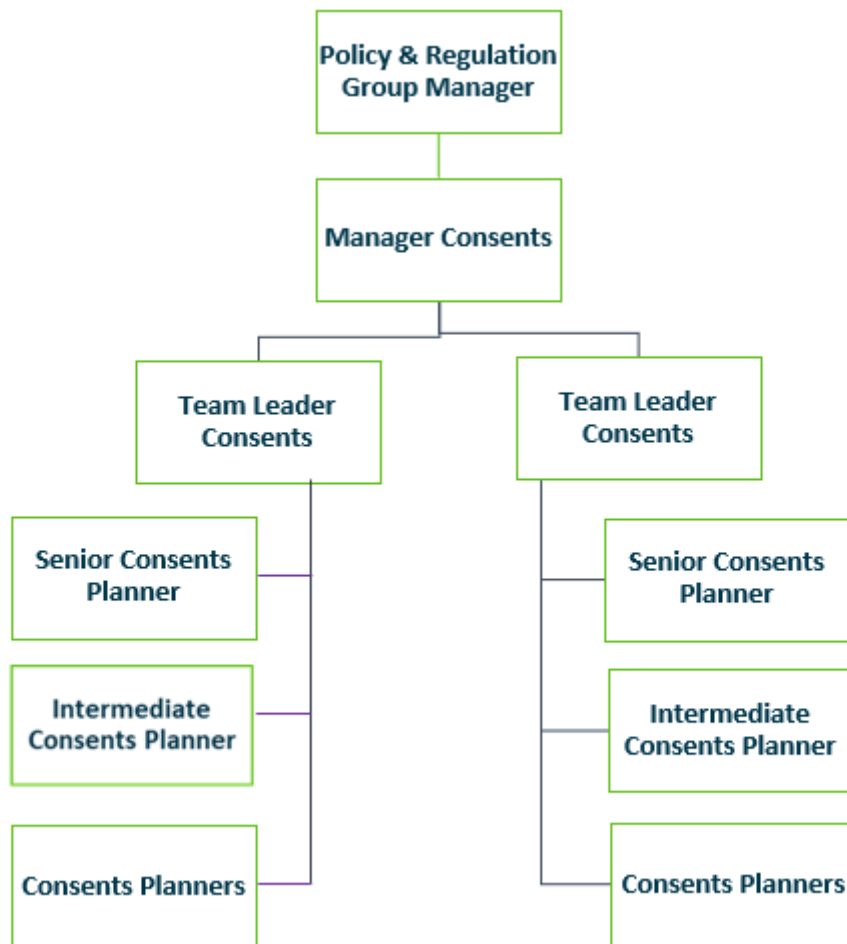 Policy & Regulation
Group Manager
Manager Consents
Team Leader
Consents
Team Leader
Consents
Senior Consents
Planner
Senior Consents
Planner
Intermediate
Consents Planner
Intermediate
Consents Planner
Consents Planners
Consents Planners